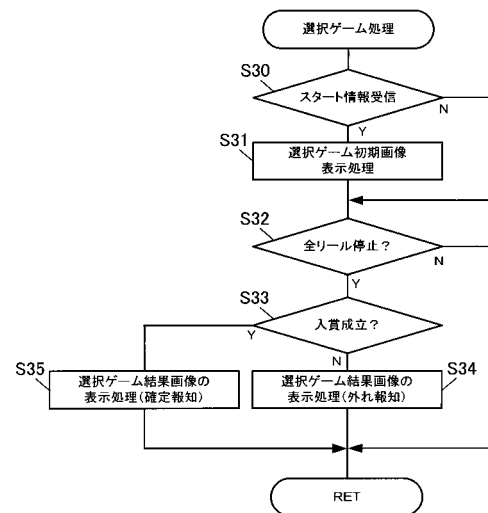 選択ゲーム処理
S30
スタート情報受信
N
Y
S31
選択ゲーム初期画像
表示処理
S32
全リール停止？
N
Y
S33
入賞成立？
Y
N
S35
選択ゲーム結果画像の
表示処理(確定報知)
S34
選択ゲーム結果画像の
表示処理(外れ報知)
RET